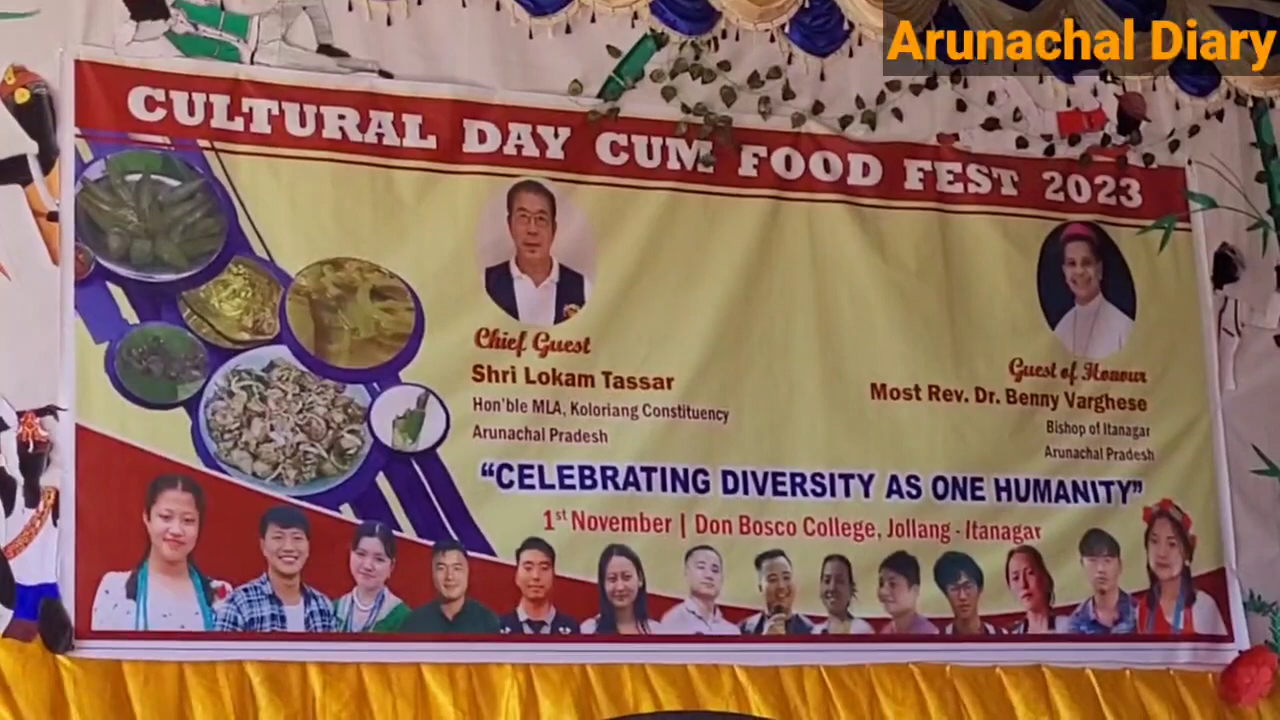 Arunachal Diary
CULTURAL DAY CUM FOOD FEST 2023
Chief Guest
Shri Lokam Tassar
Hon'ble MLA, Koloriang Constituency
Arunachal Pradesh
Guest of Honour
Most Rev. Dr. Benny Varghese
Bishop of Itanagar
Arunachal Pradesh
“CELEBRATING DIVERSITY AS ONE HUMANITY”
1st November | Don Bosco College, Jollang - Itanagar